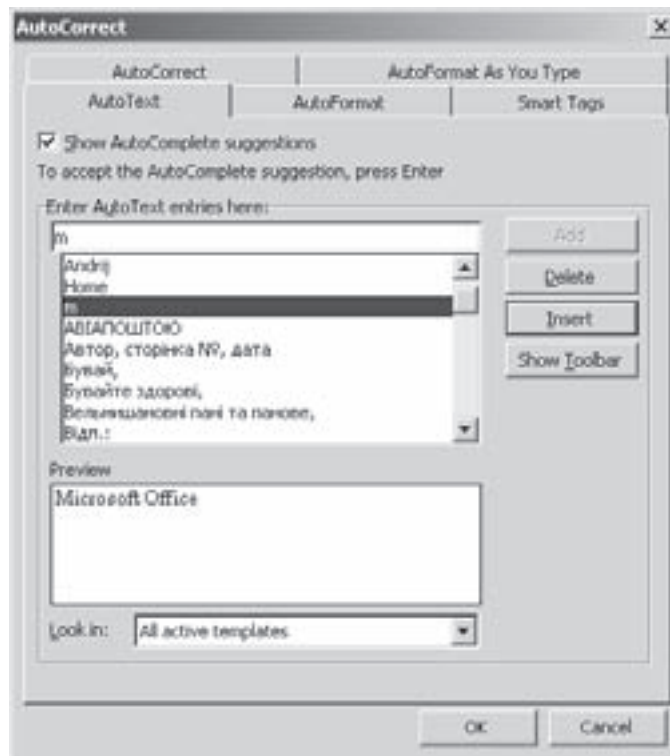 AutoCorrect
AutoCorrect
AutoFormat As You Type
AutoText
AutoFormat
Smart Tags
Show AutoComplete suggestions
To accept the AutoComplete suggestion, press Enter
Enter AutoText entries here:
m
Add
Andrij
Home
m
АВІАПОШТОЮ
Автор, сторінка №, дата
Бувай,
Бувайте здорові,
Вельмишановні пані та панове,
Відп.:
Delete
Insert
Show Toolbar
Preview
Microsoft Office
Look in:
All active templates
OK
Cancel